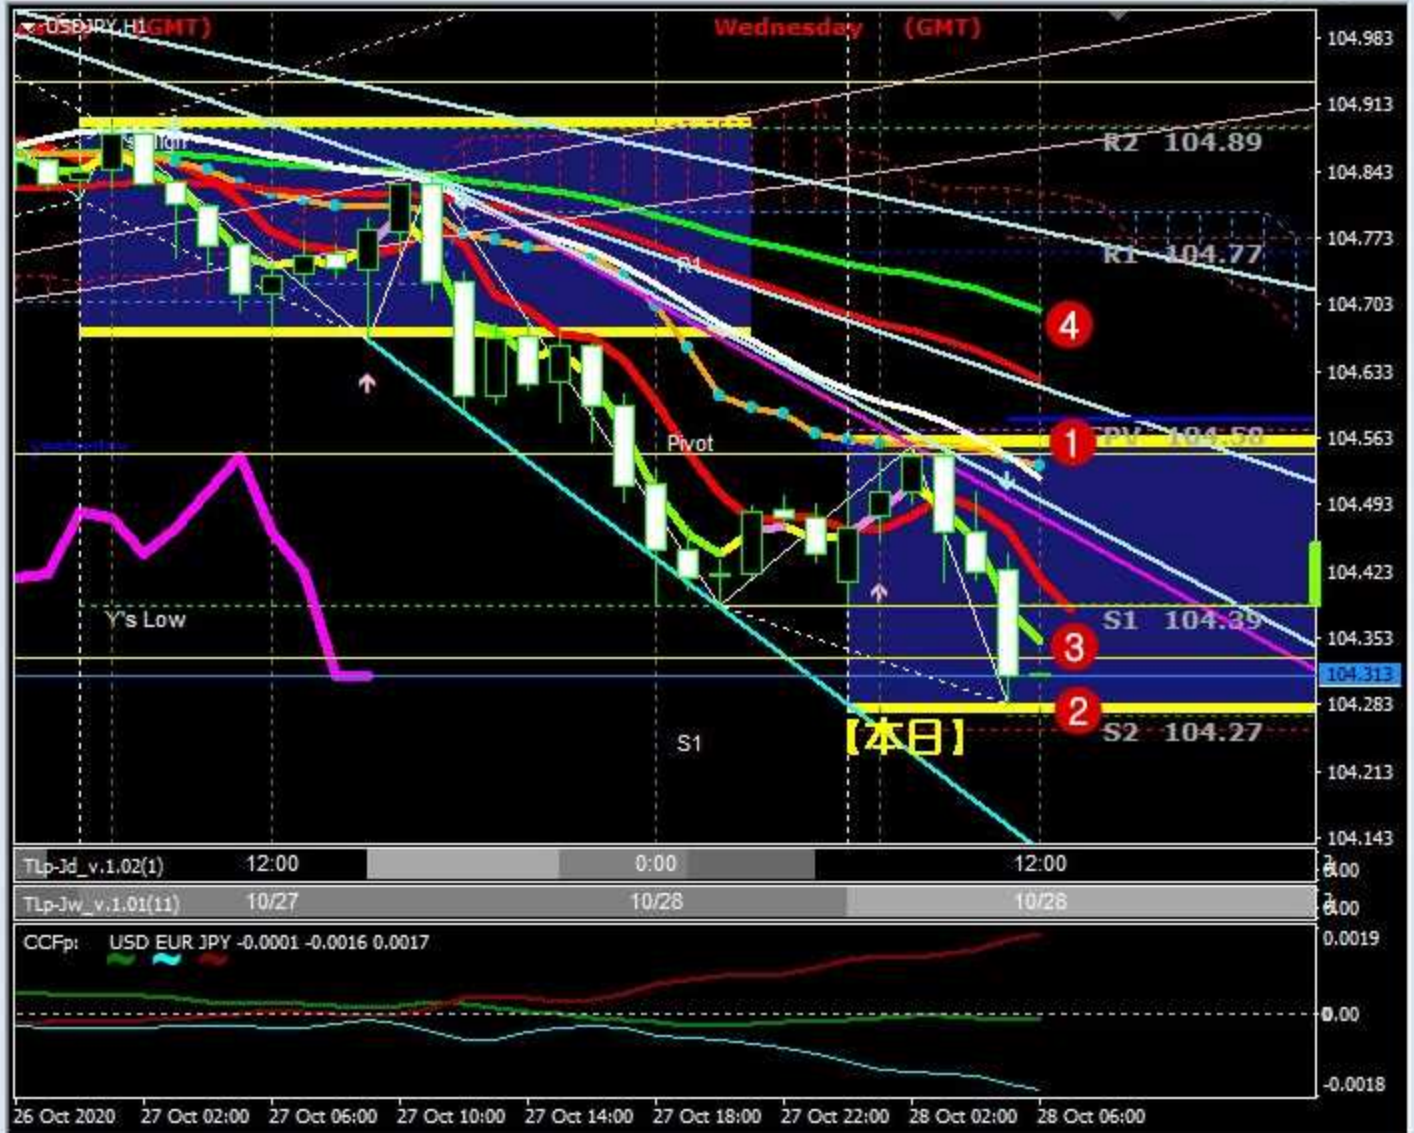 USDJPY,H1 (GMT) Wednesday (GMT)
104.983
104.913
R2 104.89
104.843
104.773
R1 104.77
R1
104.703
4
104.633
104.563
1
PV 104.58
Pivot
104.493
104.423
Y's Low
S1 104.39
104.353
3
104.313
104.283
2
S2 104.27
【本日】
S1
104.213
104.143
TLp-Jd_v.1.02(1) 12:00 0:00 12:00
TLp-Jw_v.1.01(11) 10/27 10/28 10/28
CCFp: USD EUR JPY -0.0001 -0.0016 0.0017
0.0019
0.00
-0.0018
26 Oct 2020 27 Oct 02:00 27 Oct 06:00 27 Oct 10:00 27 Oct 14:00 27 Oct 18:00 27 Oct 22:00 28 Oct 02:00 28 Oct 06:00